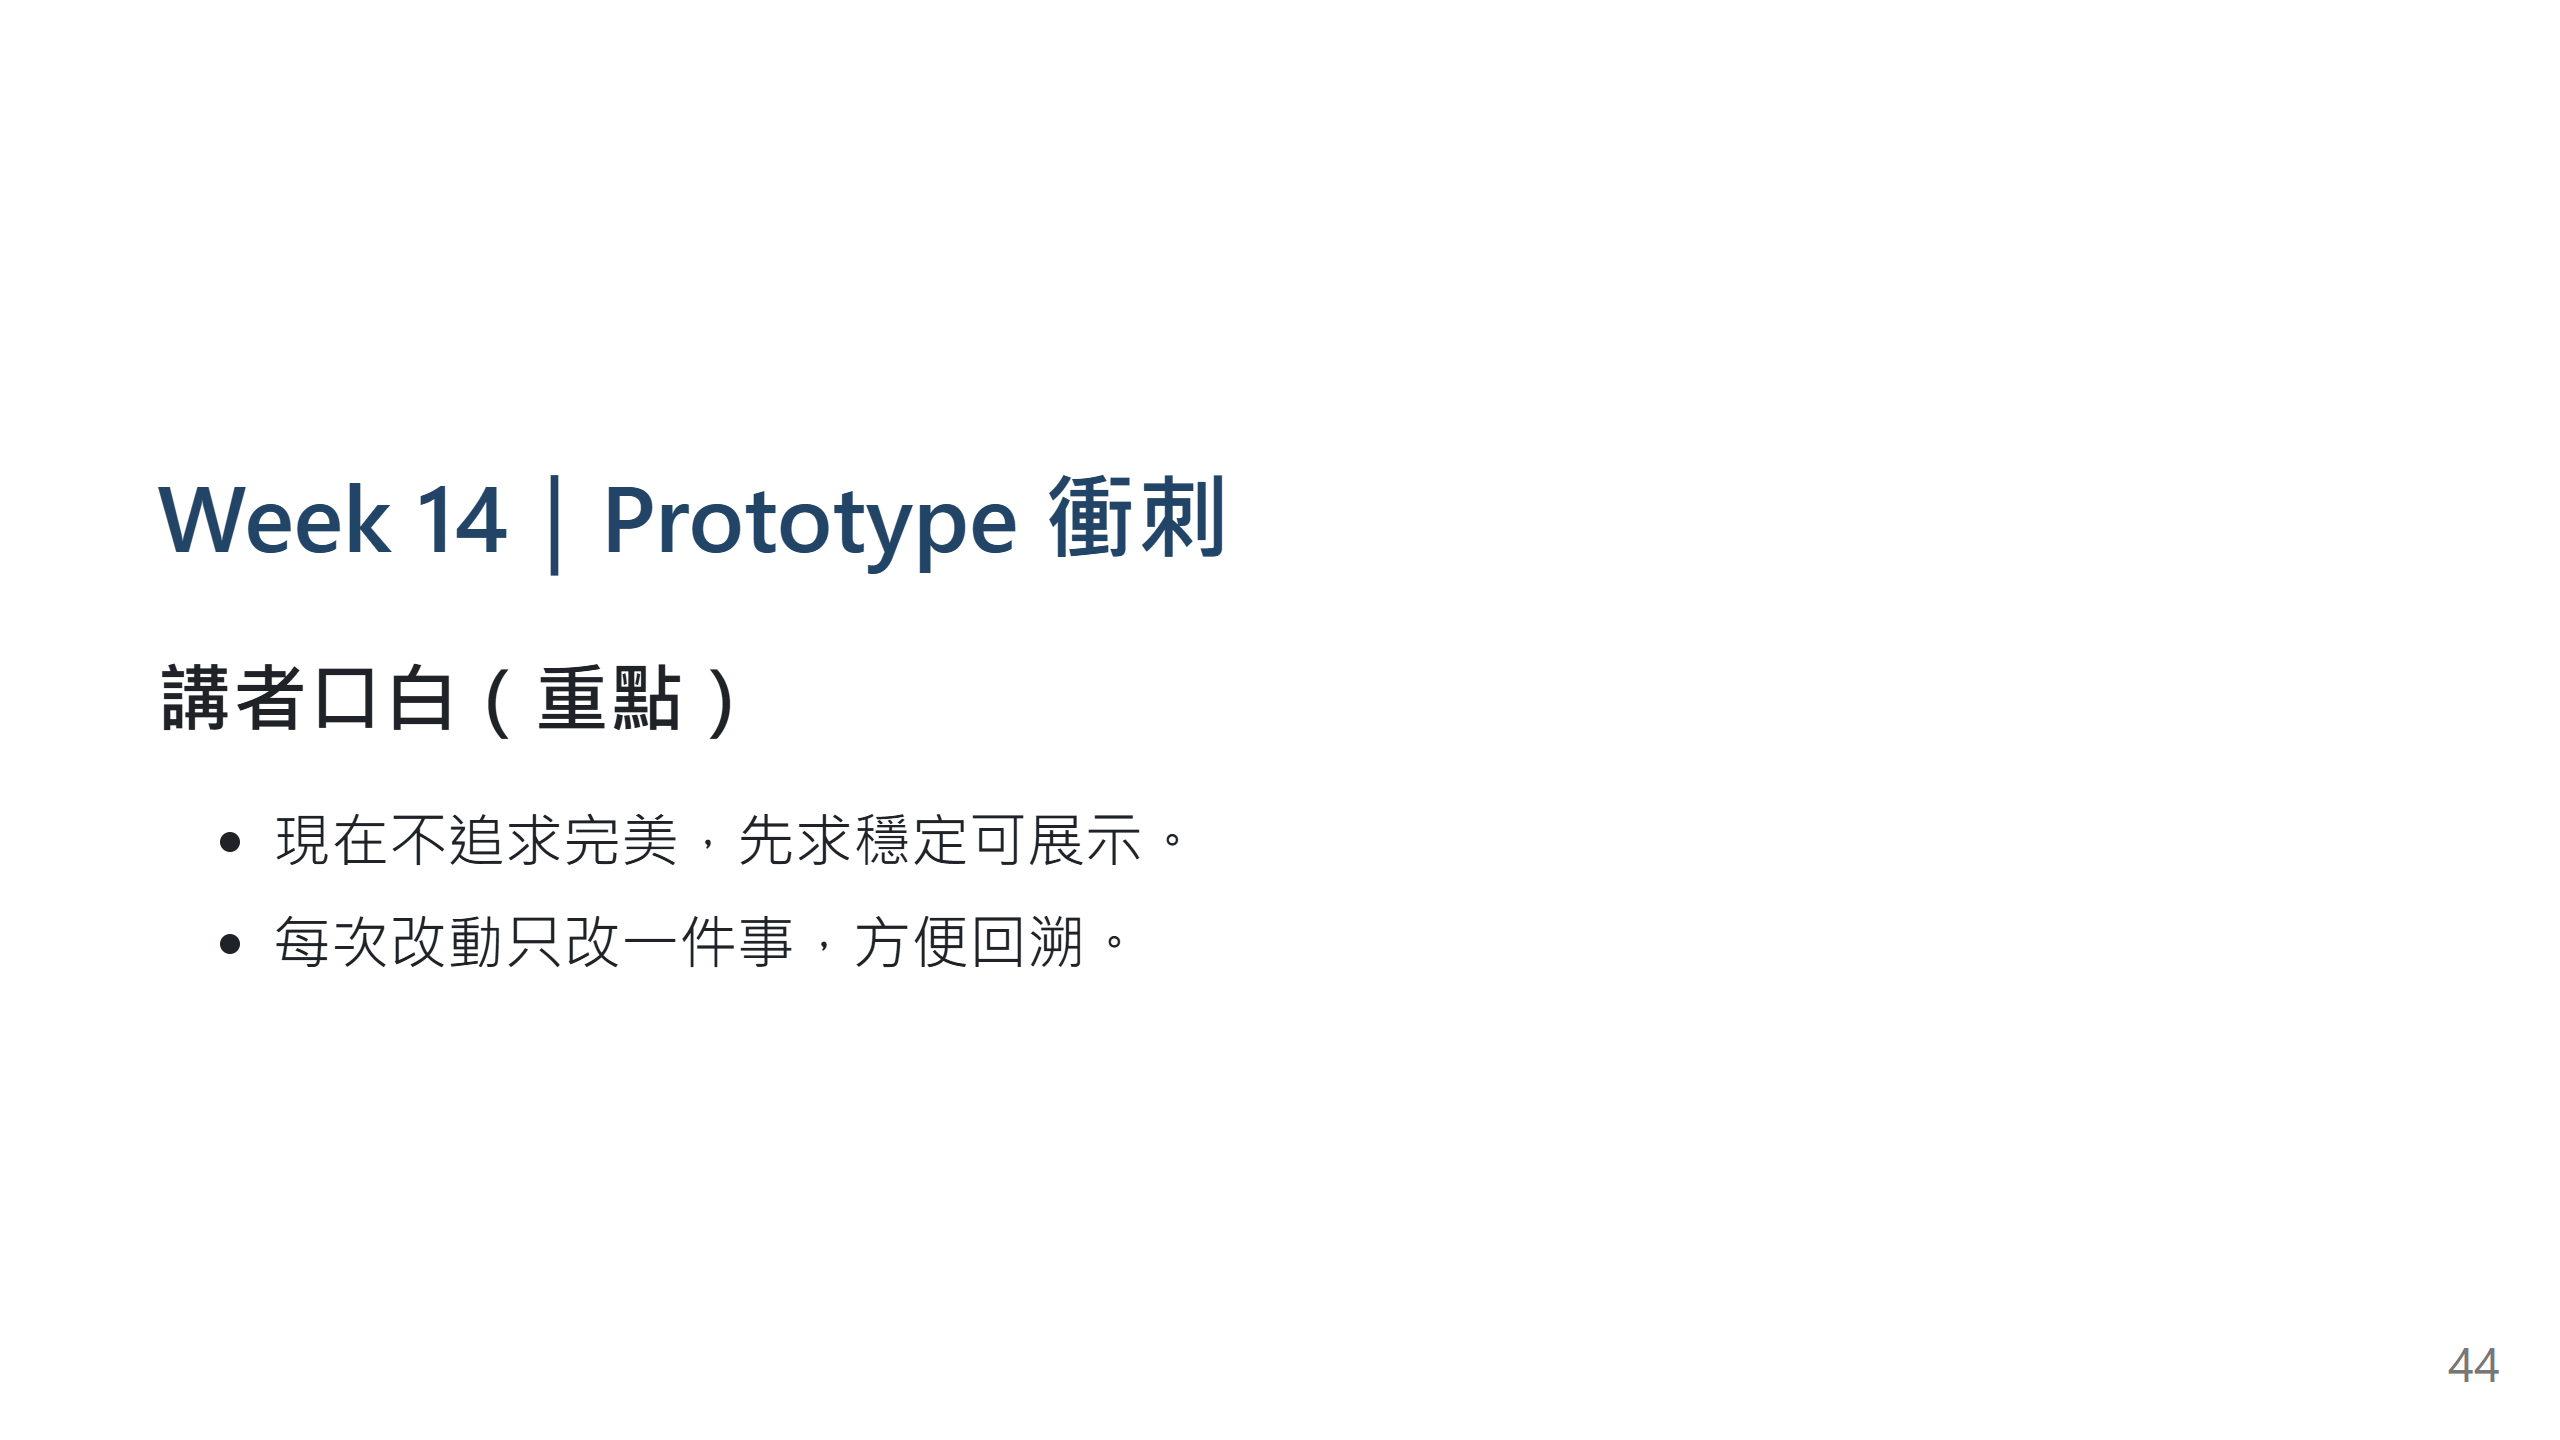 Week 14｜Prototype 衝刺
講者口白（重點）
• 現在不追求完美，先求穩定可展示。
• 每次改動只改一件事，方便回溯。
44